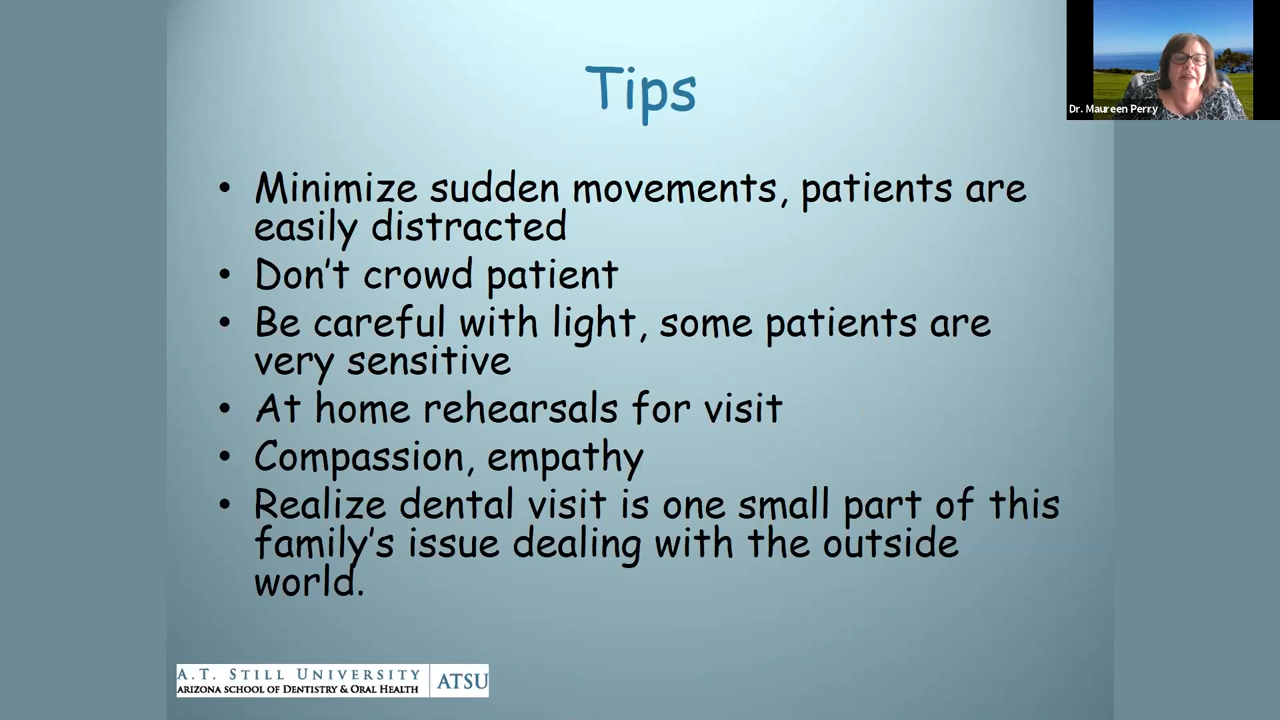 Tips
Dr. Maureen Perry
• Minimize sudden movements, patients are
easily distracted
• Don't crowd patient
• Be careful with light, some patients are
very sensitive
• At home rehearsals for visit
• Compassion, empathy
• Realize dental visit is one small part of this
family's issue dealing with the outside
world.
A.T. STILL UNIVERSITY
ARIZONA SCHOOL OF DENTISTRY & ORAL HEALTH
ATSU